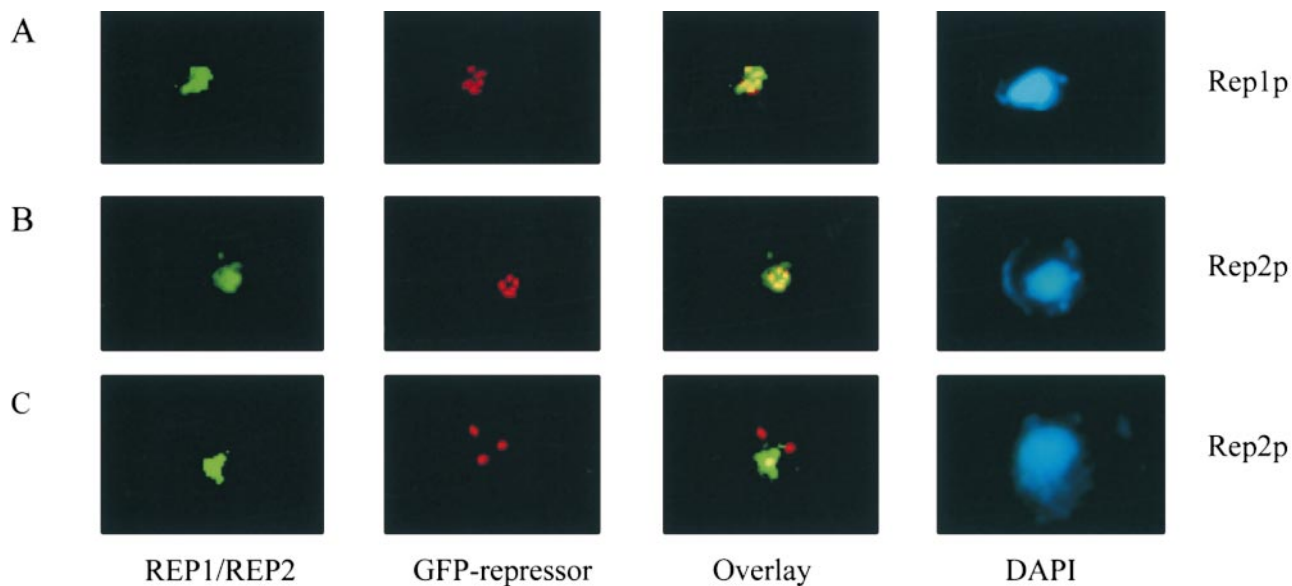 A
Rep1p
B
Rep2p
C
Rep2p
REP1/REP2 GFP-repressor Overlay DAPI